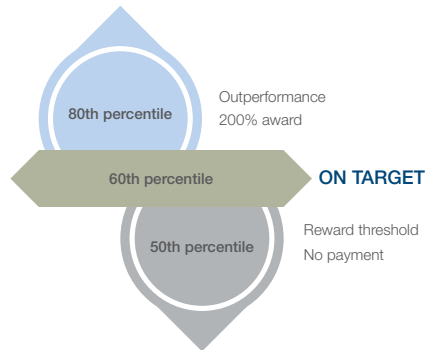 80th percentile
Outperformance
200% award
60th percentile
ON TARGET
50th percentile
Reward threshold
No payment